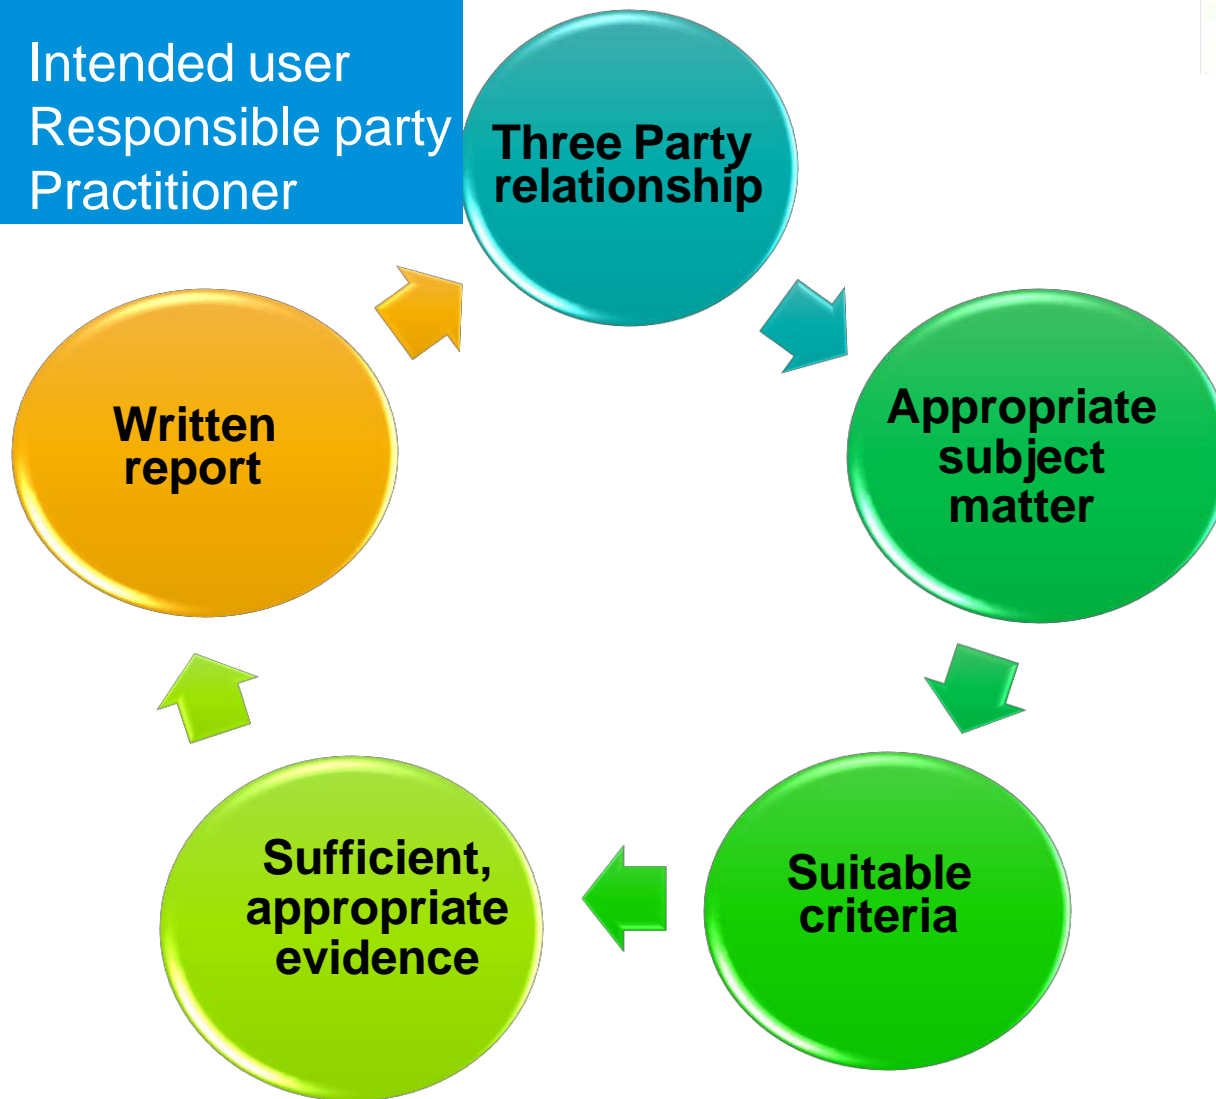 Intended user
Responsible party
Practitioner
Three Party
relationship
Appropriate
subject
matter
Suitable
criteria
Sufficient,
appropriate
evidence
Written
report